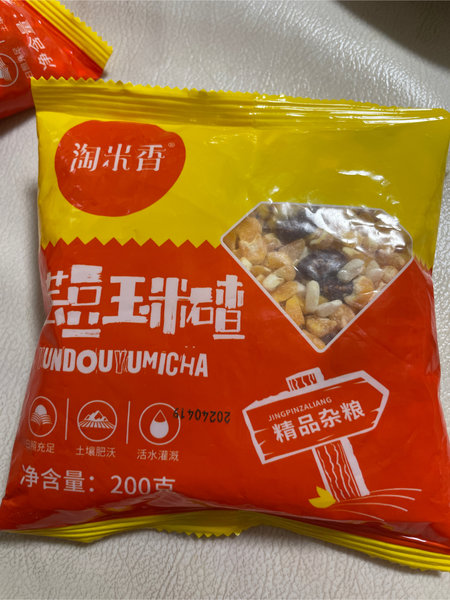 淘米香®
芸豆玉米碴
YUNDOUYUMICHA
JINGPINZALIANG
精品杂粮
20240419
日照充足
土壤肥沃
活水灌溉
净含量：200克